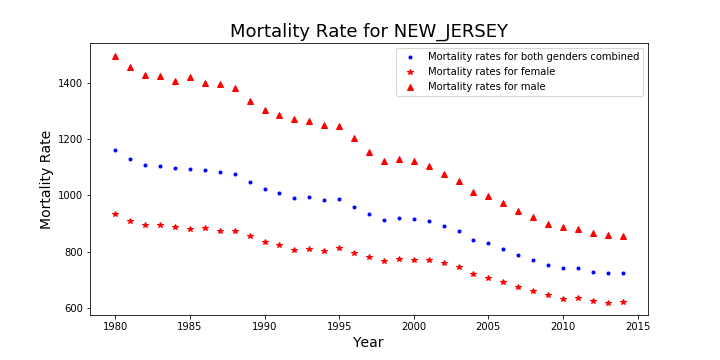 Mortality Rate for NEW_JERSEY
Mortality rates for both genders combined
Mortality rates for female
Mortality rates for male
Mortality Rate
1400
1200
1000
800
600
1980 1985 1990 1995 2000 2005 2010 2015
Year